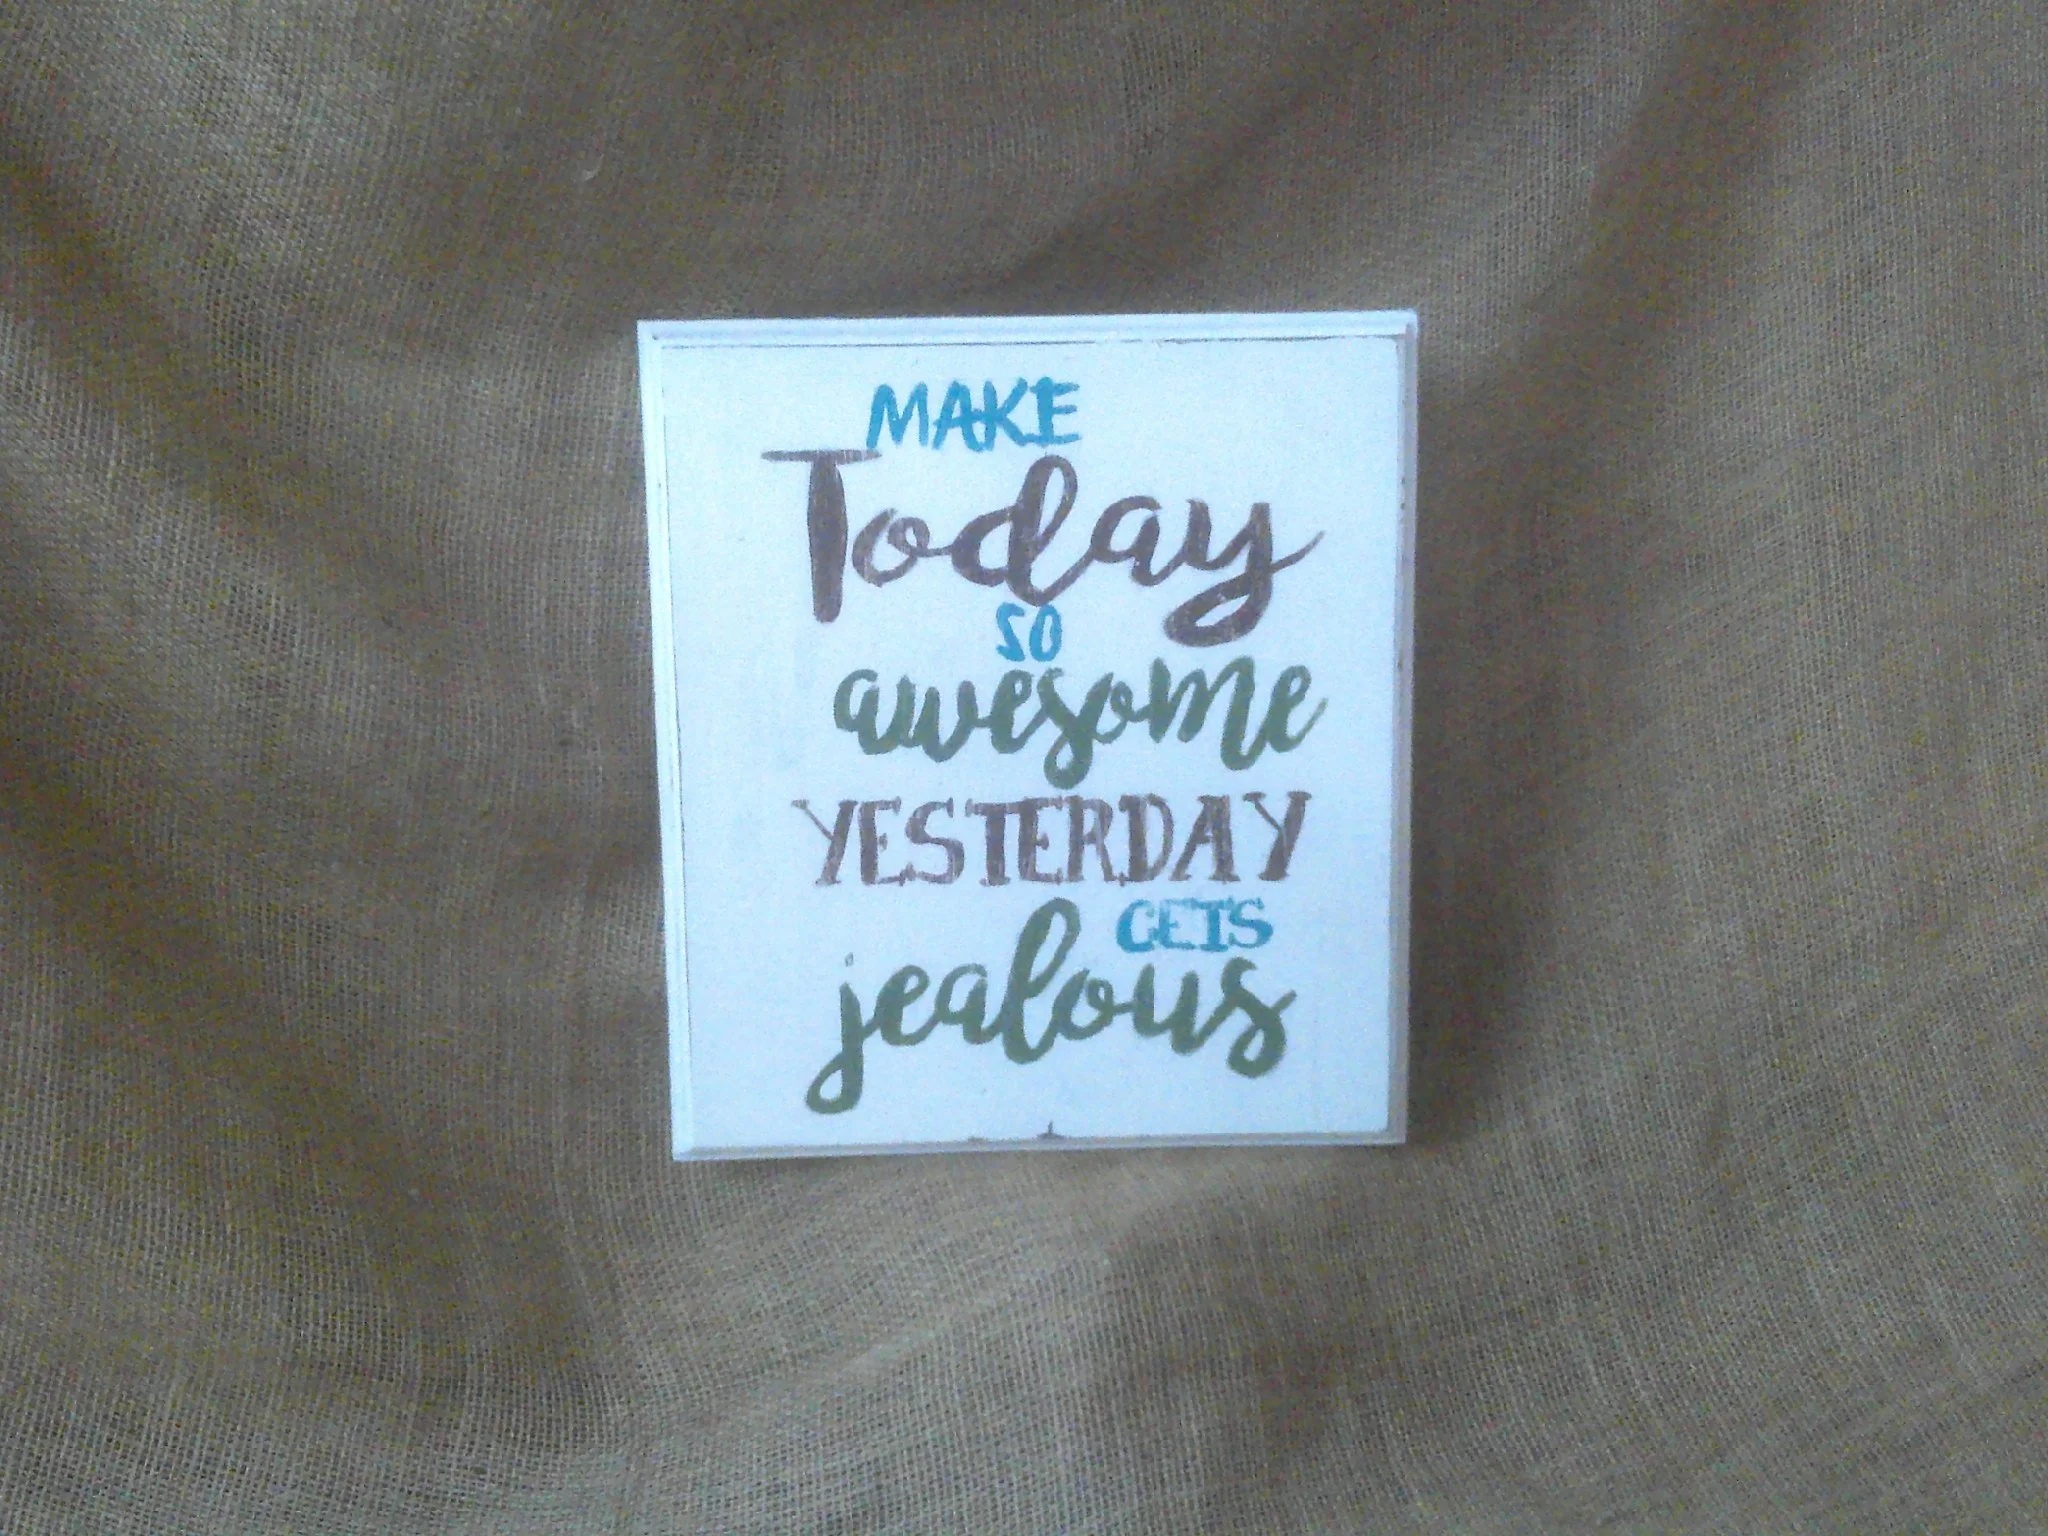 MAKE
Today
so
awesome
YESTERDAY
GETS
jealous